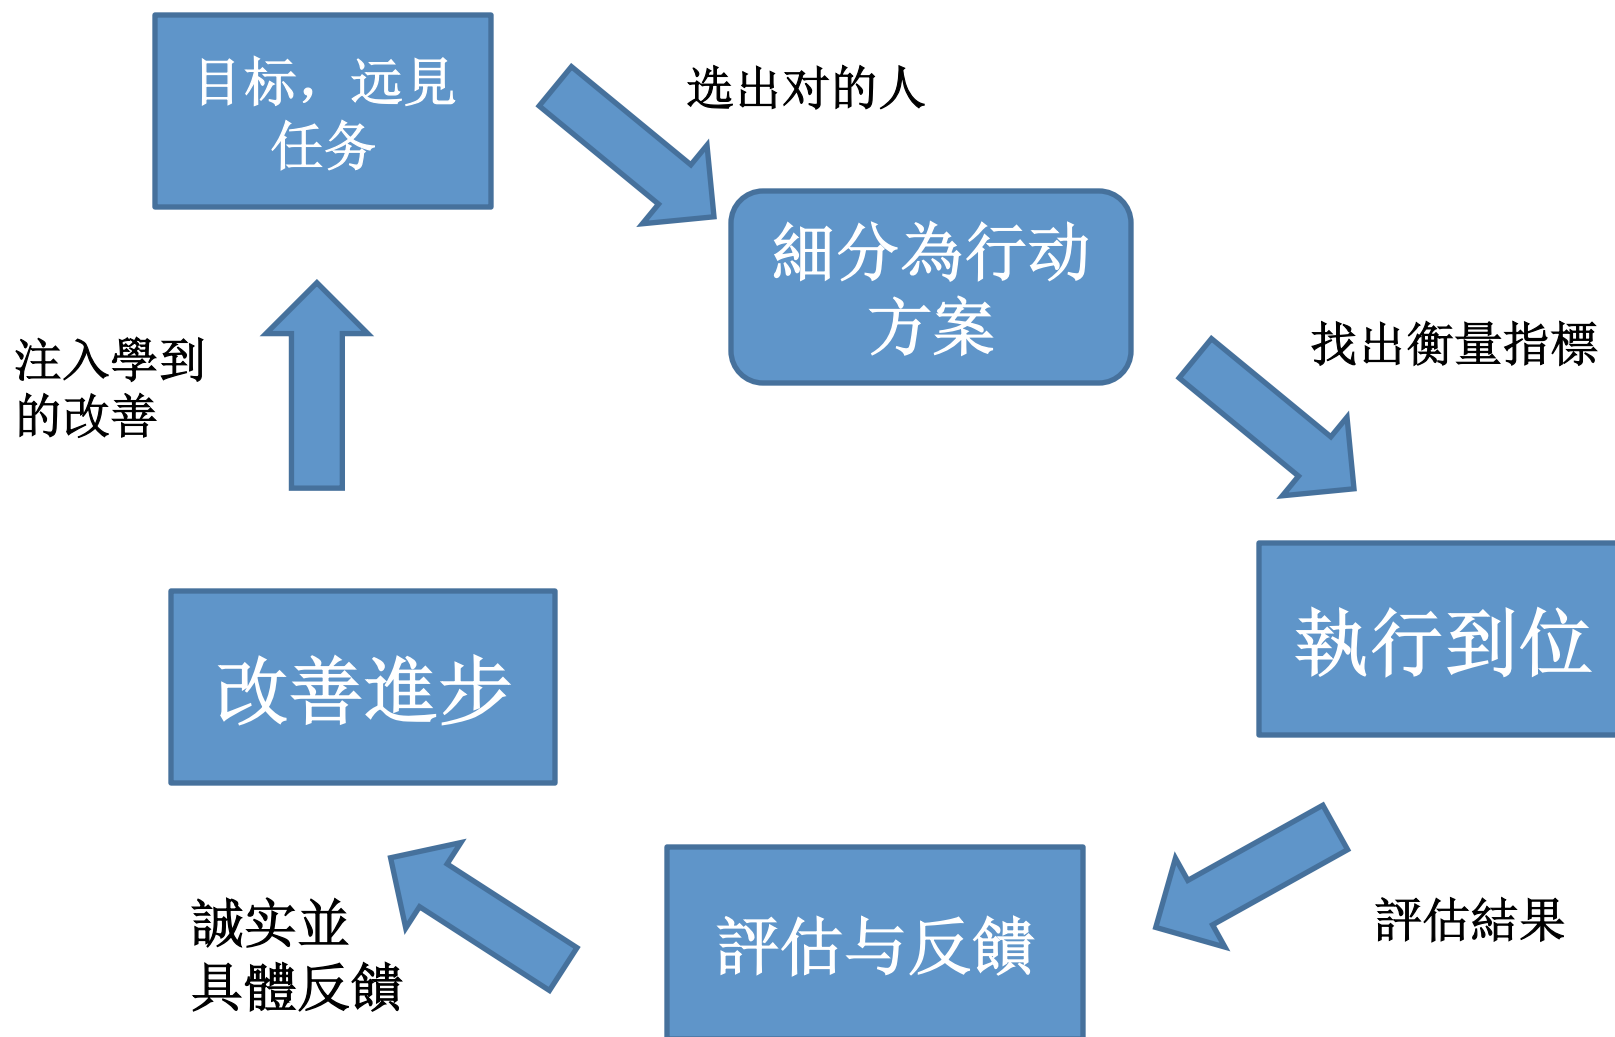 目标，远見
任务
选出对的人
細分為行动
方案
找出衡量指標
執行到位
評估結果
評估与反饋
誠实並
具體反饋
改善進步
注入學到
的改善